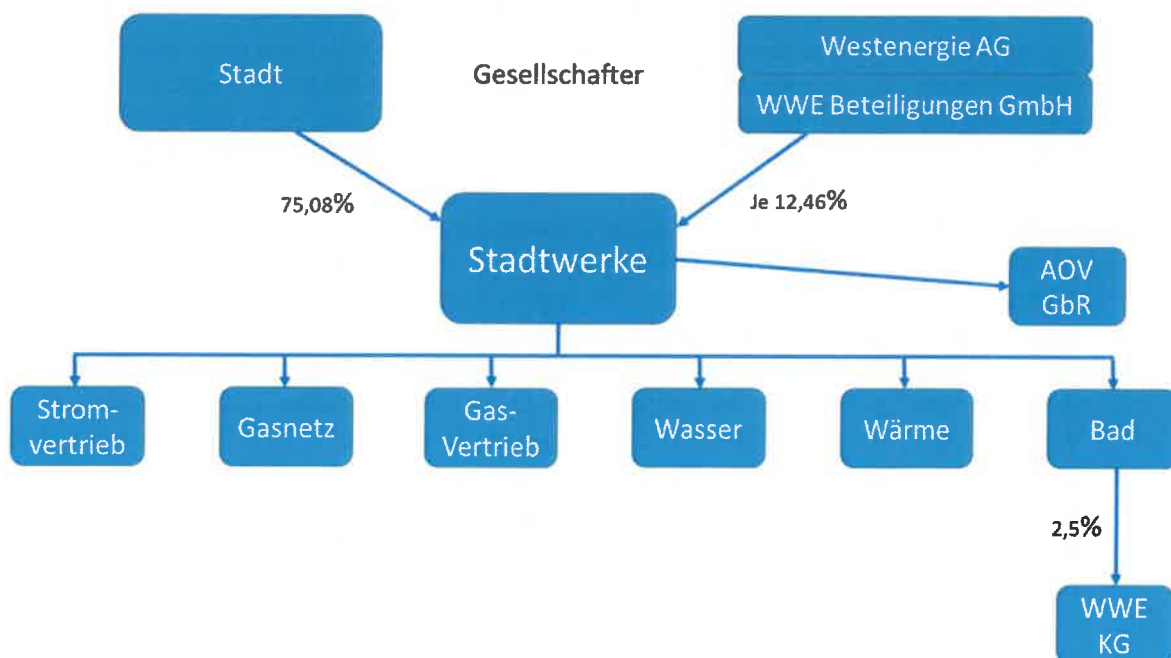 Stadt
Gesellschafter
Westenergie AG
WWE Beteiligungen GmbH
75,08%
Je 12,46%
Stadtwerke
AOV
GbR
Strom-
vertrieb
Gasnetz
Gas-
Vertrieb
Wasser
Wärme
Bad
2,5%
WWE
KG